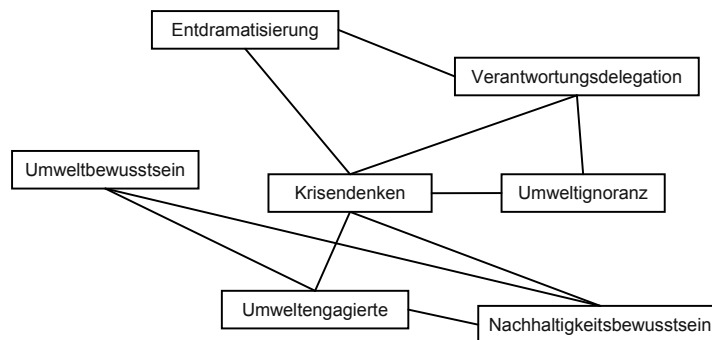 Entdramatisierung
Verantwortungsdelegation
Umweltbewusstsein
Krisendenken
Umweltignoranz
Umweltengagierte
Nachhaltigkeitsbewusstsein